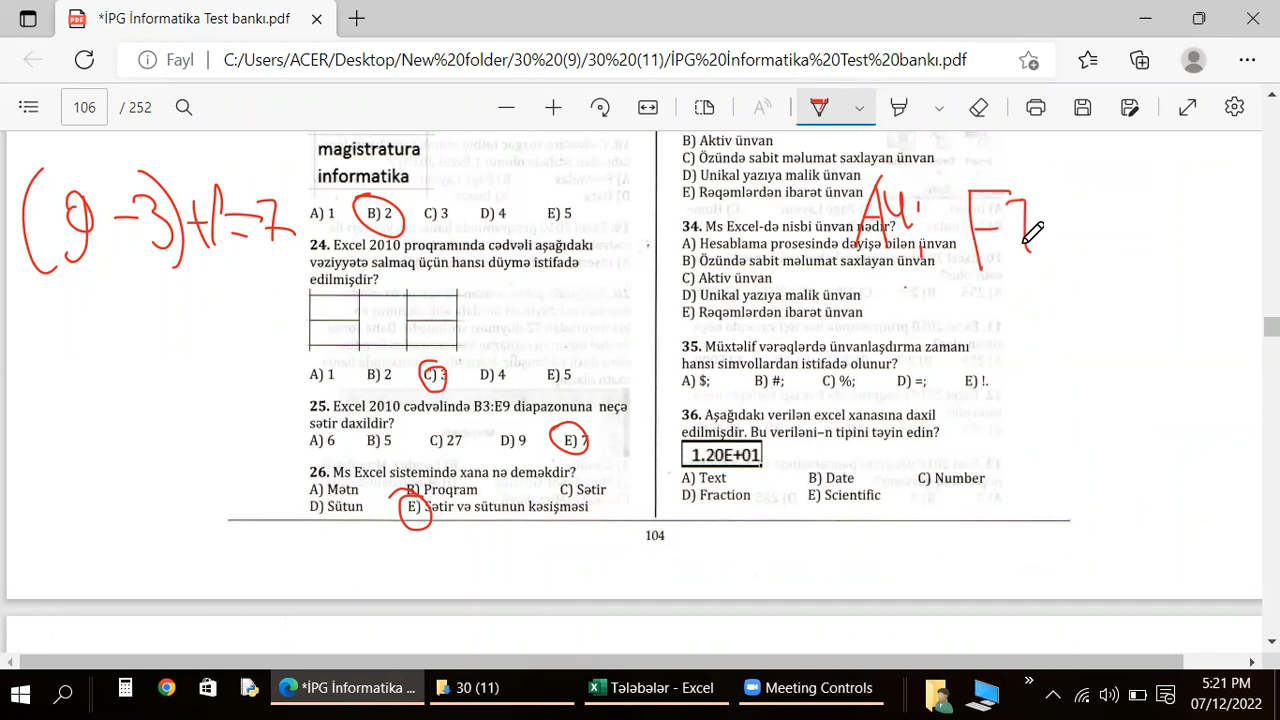 *İPG İnformatika Test bankı.pdf
Fayl
C:/Users/ACER/Desktop/New%20folder/30%20(9)/30%20(11)/İPG%20İnformatika%20Test%20bankı.pdf
106 / 252
magistratura
informatika
A) 1 B) 2 C) 3 D) 4 E) 5
24. Excel 2010 proqramında cədvəli aşağıdakı
vəziyyətə salmaq üçün hansı düymə istifadə
edilmişdir?
A) 1 B) 2 C) 3 D) 4 E) 5
25. Excel 2010 cədvəlində B3:E9 diapazonuna neçə
sətir daxildir?
A) 6 B) 5 C) 27 D) 9 E) 7
26. Ms Excel sistemində xana nə deməkdir?
A) Mətn B) Proqram C) Sətir
D) Sütun E) Sətir və sütunun kəsişməsi
B) Aktiv ünvan
C) Özündə sabit məlumat saxlayan ünvan
D) Unikal yazıya malik ünvan
E) Rəqəmlərdən ibarət ünvan
34. Ms Excel-də nisbi ünvan nədir?
A) Hesablama prosesində dəyişə bilən ünvan
B) Özündə sabit məlumat saxlayan ünvan
C) Aktiv ünvan
D) Unikal yazıya malik ünvan
E) Rəqəmlərdən ibarət ünvan
35. Müxtəlif vərəqlərdə ünvanlaşdırma zamanı
hansı simvollardan istifadə olunur?
A) $; B) #; C) %; D) =; E) !.
36. Aşağıdakı verilən excel xanasına daxil
edilmişdir. Bu veriləni-n tipini təyin edin?
1.20E+01
A) Text B) Date C) Number
D) Fraction E) Scientific
104
(9-3)+1=7
A4: F7
*İPG İnformatika ...
30 (11)
Tələbələr - Excel
Meeting Controls
5:21 PM
07/12/2022